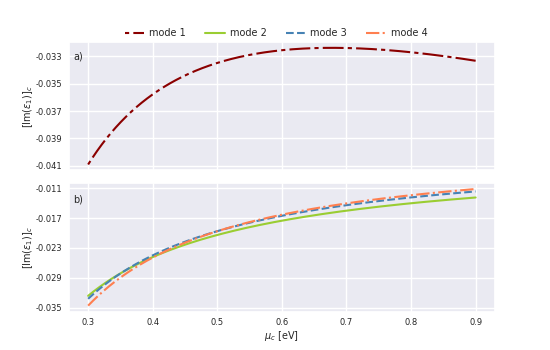 mode 1 mode 2 mode 3 mode 4
a)
-0.033
-0.035
-0.037
-0.039
-0.041
[Im(ε₁)]c
b)
-0.011
-0.017
-0.023
-0.029
-0.035
[Im(ε₁)]c
0.3 0.4 0.5 0.6 0.7 0.8 0.9
μc [eV]